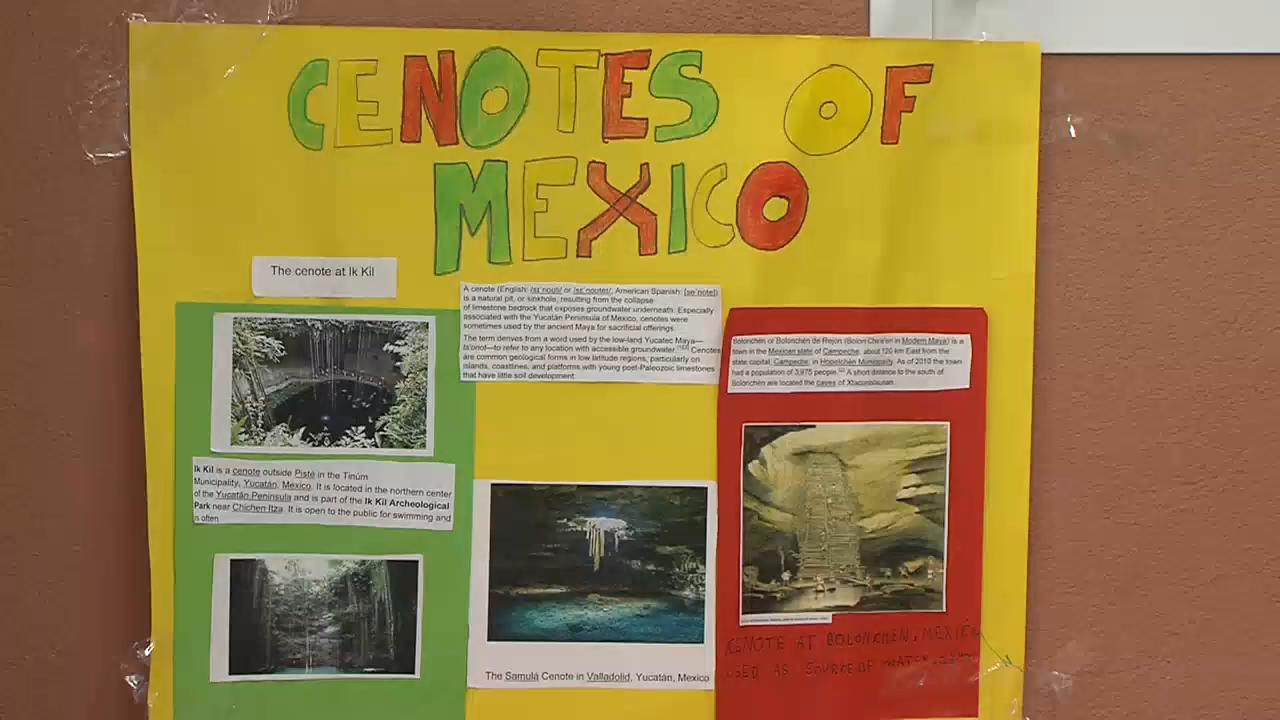 CENOTES OF
MEXICO
The cenote at Ik Kil
A cenote (English: /sɪˈnoʊti/ or /sɛˈnoʊteɪ/, American Spanish: [seˈnote])
is a natural pit, or sinkhole, resulting from the collapse
of limestone bedrock that exposes groundwater underneath. Especially
associated with the Yucatán Peninsula of Mexico, cenotes were
sometimes used by the ancient Maya for sacrificial offerings.
The term derives from a word used by the low-land Yucatec Maya—
ts'onot—to refer to any location with accessible groundwater. Cenotes
are common geological forms in low latitude regions, particularly on
islands, coastlines, and platforms with young post-Paleozoic limestones
that have little soil development.
Bolonchén or Bolonchén de Rejón (Bolon Che'en in Modern Maya) is a
town in the Mexican state of Campeche, about 120 km East from the
state capital, Campeche, in Hopelchén Municipality. As of 2010 the town
had a population of 3,975 people. A short distance to the south of
Bolonchén are located the caves of Xtacumbilxunan.
Ik Kil is a cenote outside Pisté in the Tinúm
Municipality, Yucatán, Mexico. It is located in the northern center
of the Yucatán Peninsula and is part of the Ik Kil Archeological
Park near Chichen Itza. It is open to the public for swimming and
is often
The Samulá Cenote in Valladolid, Yucatán, Mexico
CENOTE AT BOLONCHEN, MEXICO
USED AS SOURCE OF WATER